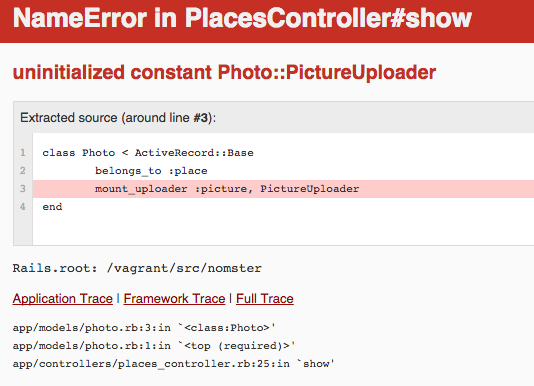 NameError in PlacesController#show
uninitialized constant Photo::PictureUploader
Extracted source (around line #3):
1 class Photo < ActiveRecord::Base
2 belongs_to :place
3 mount_uploader :picture, PictureUploader
4 end
Rails.root: /vagrant/src/nomster
Application Trace | Framework Trace | Full Trace
app/models/photo.rb:3:in `<class:Photo>'
app/models/photo.rb:1:in `<top (required)>'
app/controllers/places_controller.rb:25:in `show'